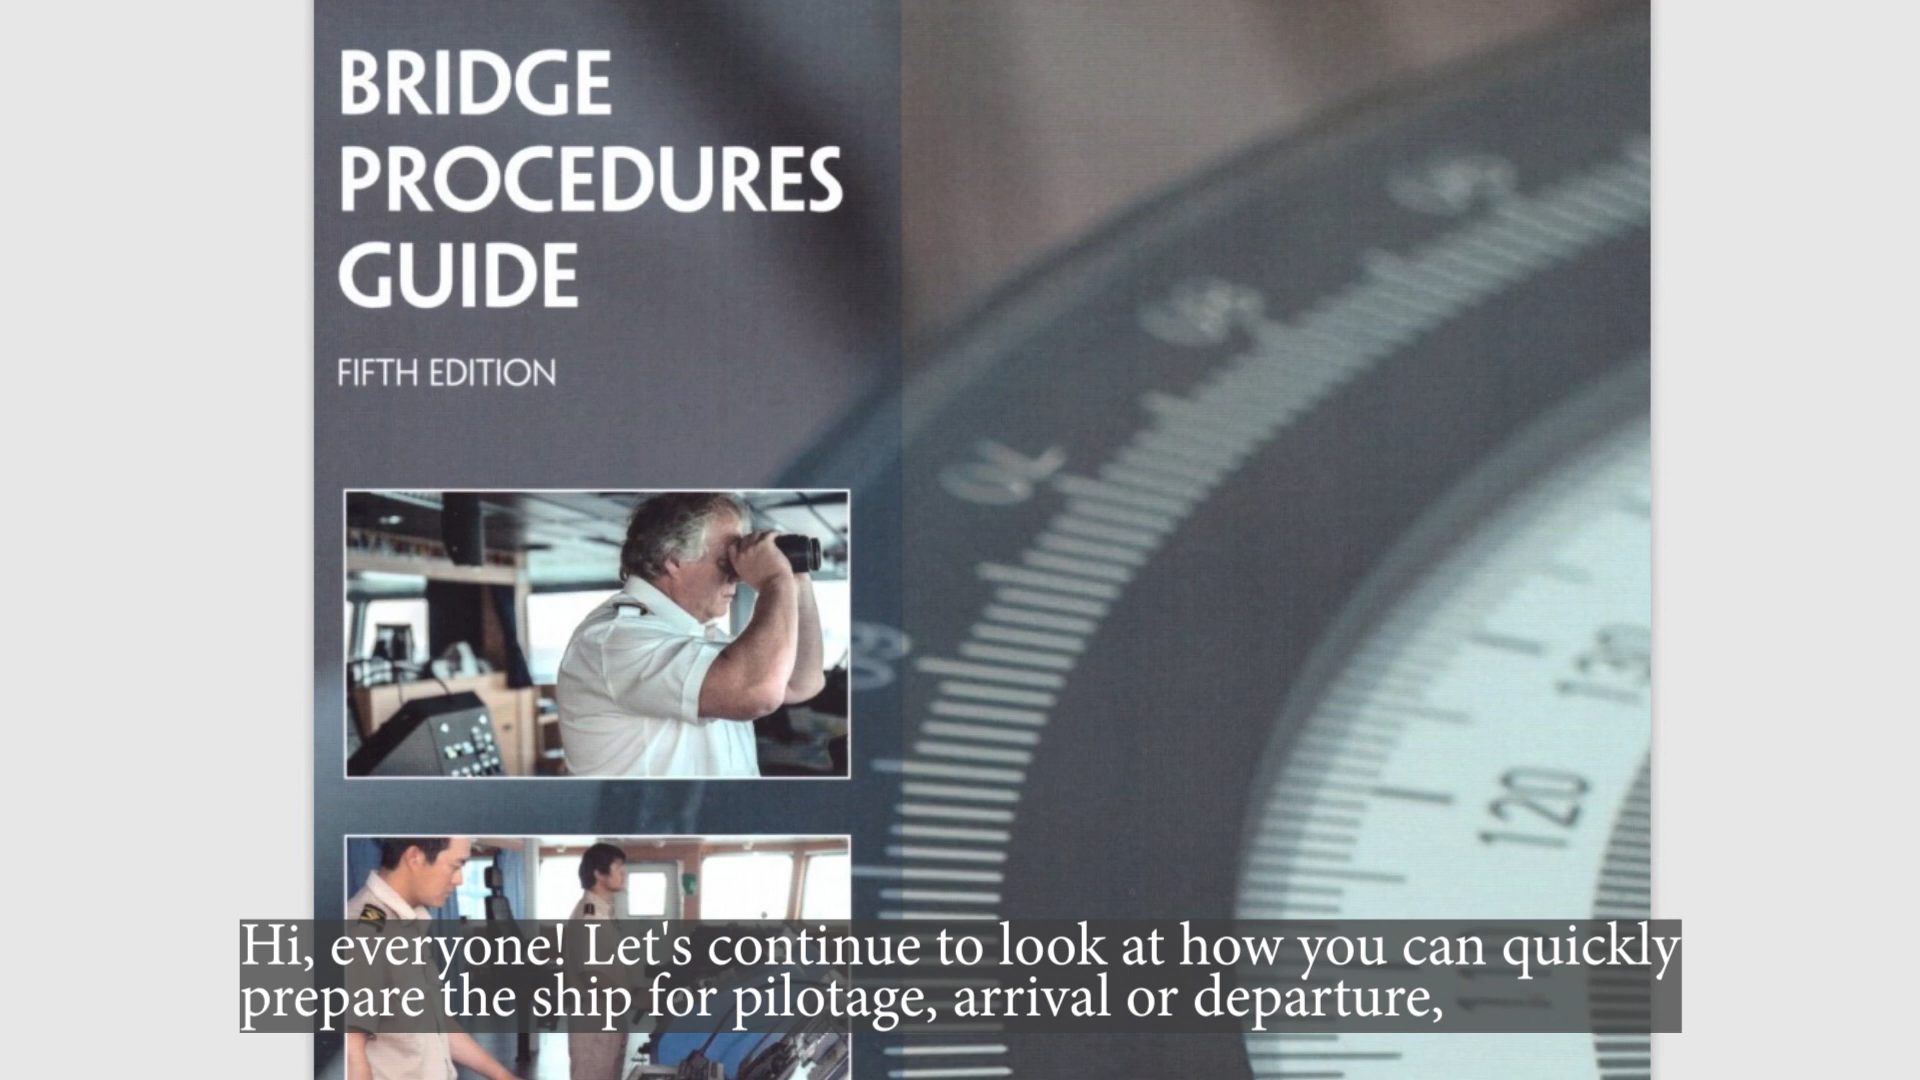 BRIDGE
PROCEDURES
GUIDE
FIFTH EDITION
120
Hi, everyone! Let's continue to look at how you can quickly
prepare the ship for pilotage, arrival or departure,